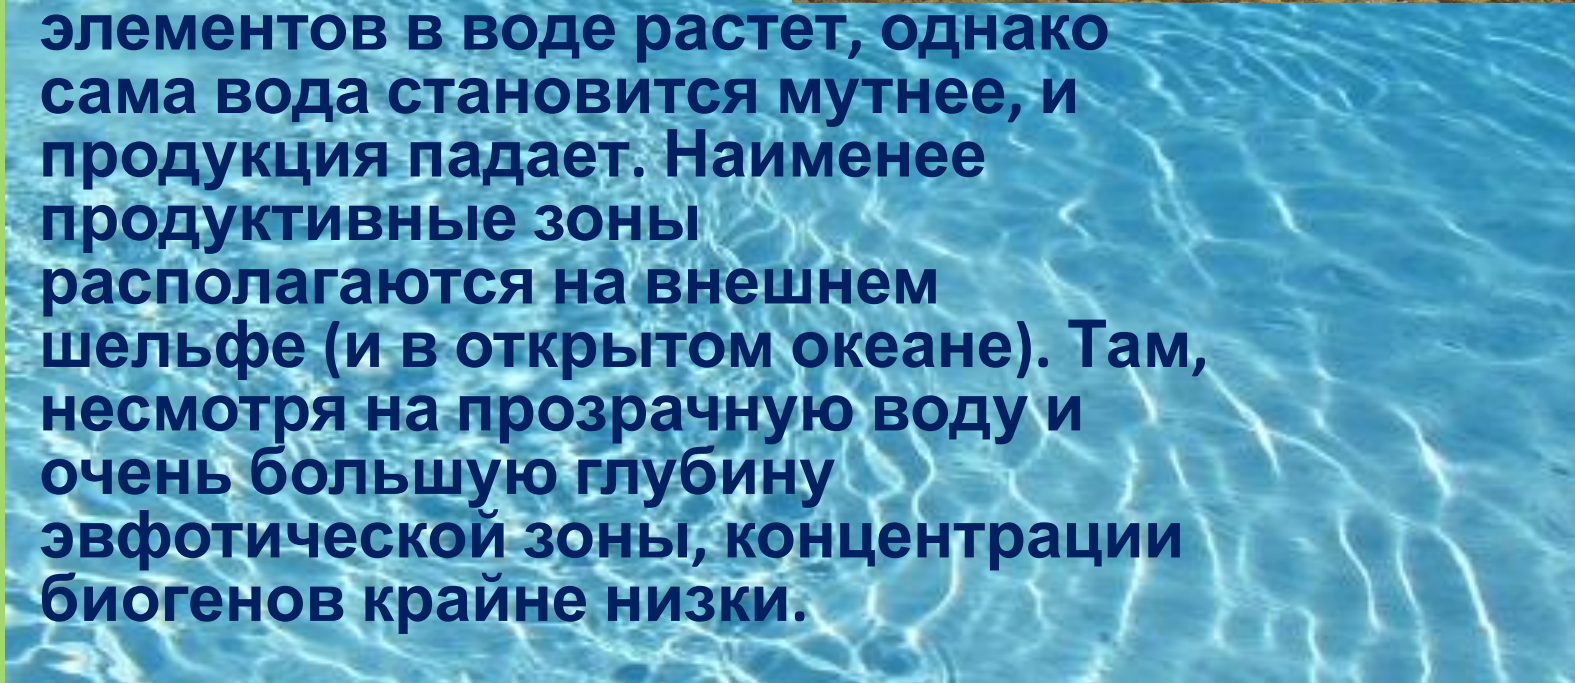 элементов в воде растет, однако
сама вода становится мутнее, и
продукция падает. Наименее
продуктивные зоны
располагаются на внешнем
шельфе (и в открытом океане). Там,
несмотря на прозрачную воду и
очень большую глубину
эвфотической зоны, концентрации
биогенов крайне низки.